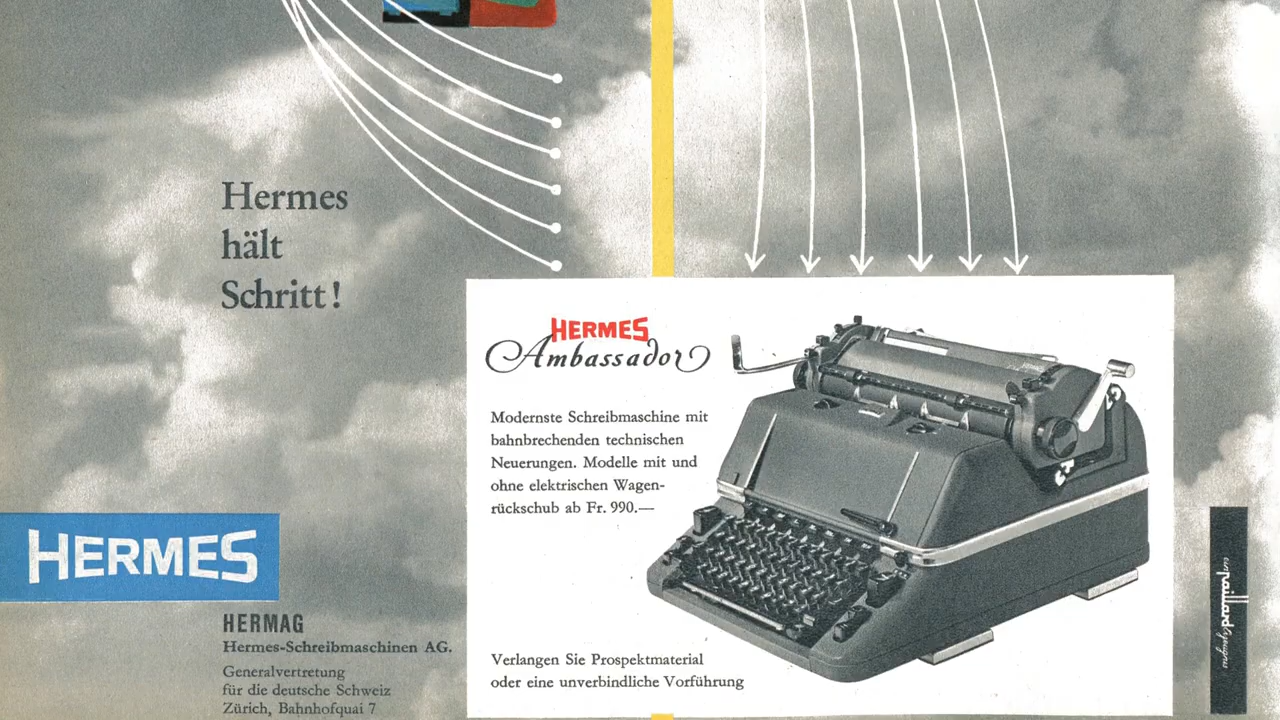 Hermes
hält
Schritt!
HERMES
Ambassador
Modernste Schreibmaschine mit
bahnbrechenden technischen
Neuerungen. Modelle mit und
ohne elektrischen Wagen-
rückschub ab Fr. 990.—
Verlangen Sie Prospektmaterial
oder eine unverbindliche Vorführung
HERMES
HERMAG
Hermes-Schreibmaschinen AG.
Generalvertretung
für die deutsche Schweiz
Zürich, Bahnhofquai 7
ein paillard